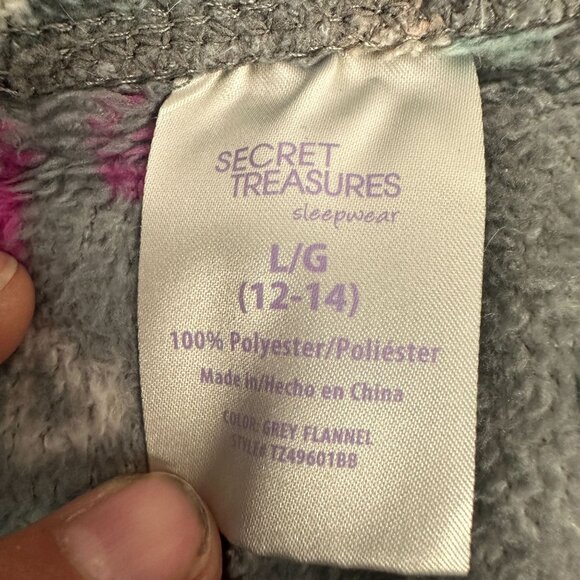 SECRET
TREASURES
sleepwear
L/G
(12-14)
100% Polyester/Poliéster
Made in/Hecho en China
COLOR: GREY FLANNEL
STYLE# TZ49601BB